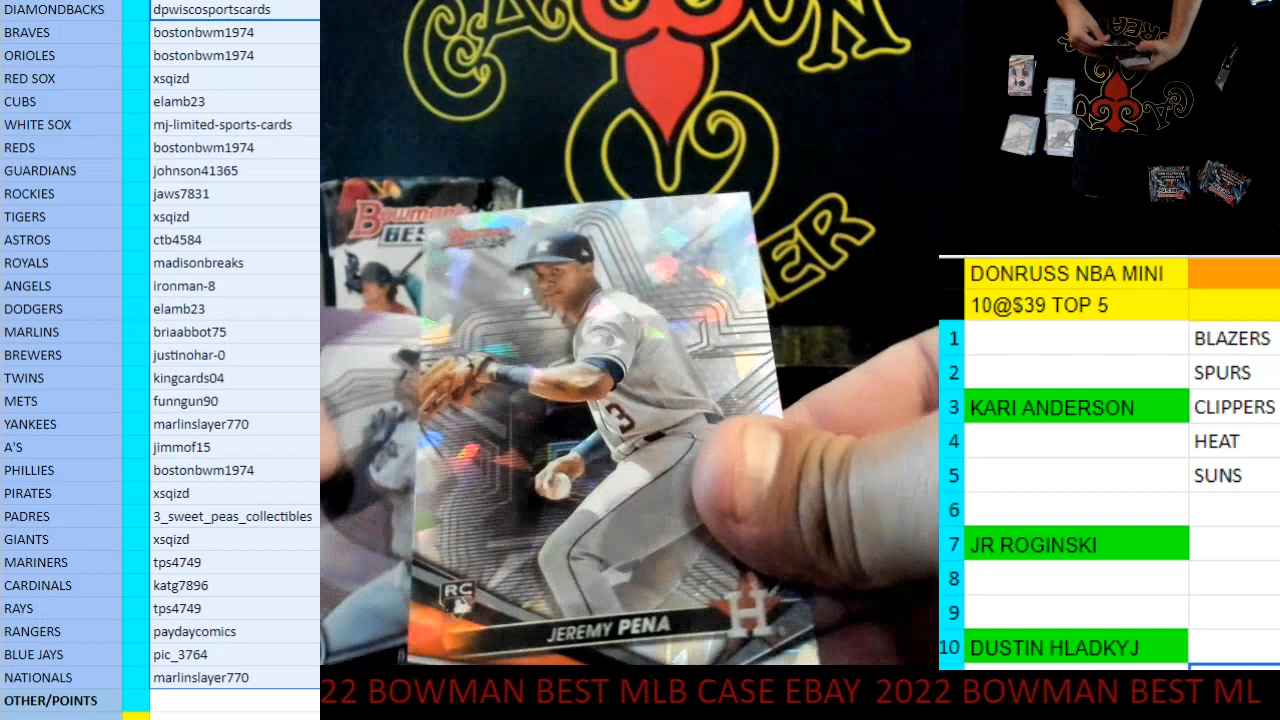 DIAMONDBACKS dpwiscosportscards
BRAVES bostonbwm1974
ORIOLES bostonbwm1974
RED SOX xsqizd
CUBS elamb23
WHITE SOX mj-limited-sports-cards
REDS bostonbwm1974
GUARDIANS johnson41365
ROCKIES jaws7831
TIGERS xsqizd
ASTROS ctb4584
ROYALS madisonbreaks
ANGELS ironman-8
DODGERS elamb23
MARLINS briaabbot75
BREWERS justinohar-0
TWINS kingcards04
METS funngun90
YANKEES marlinslayer770
A'S jimmof15
PHILLIES bostonbwm1974
PIRATES xsqizd
PADRES 3_sweet_peas_collectibles
GIANTS xsqizd
MARINERS tps4749
CARDINALS katg7896
RAYS tps4749
RANGERS paydaycomics
BLUE JAYS pic_3764
NATIONALS marlinslayer770
OTHER/POINTS
Bowman's
BEST
3
RC
JEREMY PENA
H
DONRUSS NBA MINI
10@$39 TOP 5
1 BLAZERS
2 SPURS
3 KARI ANDERSON CLIPPERS
4 HEAT
5 SUNS
6
7 JR ROGINSKI
8
9
10 DUSTIN HLADKYJ
22 BOWMAN BEST MLB CASE EBAY 2022 BOWMAN BEST ML